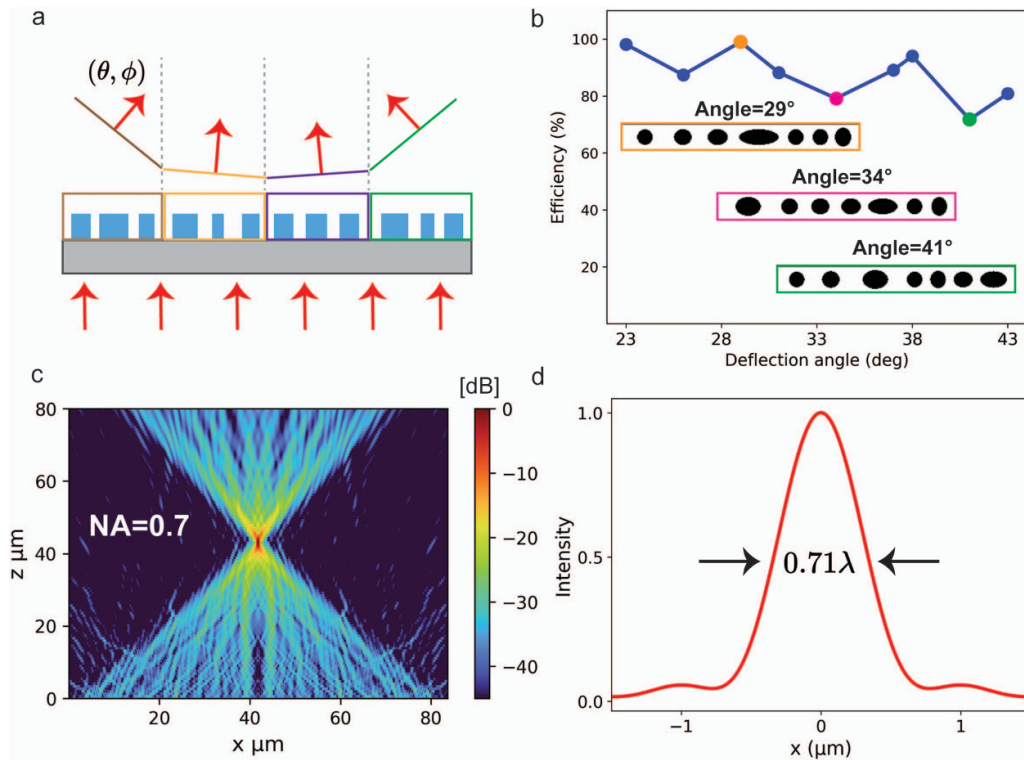 a
(θ, ϕ)
b
100
80
60
40
20
Efficiency (%)
Angle=29°
Angle=34°
Angle=41°
23
28
33
38
43
Deflection angle (deg)
c
[dB]
80
60
40
20
0
z μm
NA=0.7
20
40
60
80
x μm
0
−10
−20
−30
−40
d
1.0
0.5
0.0
Intensity
0.71λ
−1
0
1
x (μm)